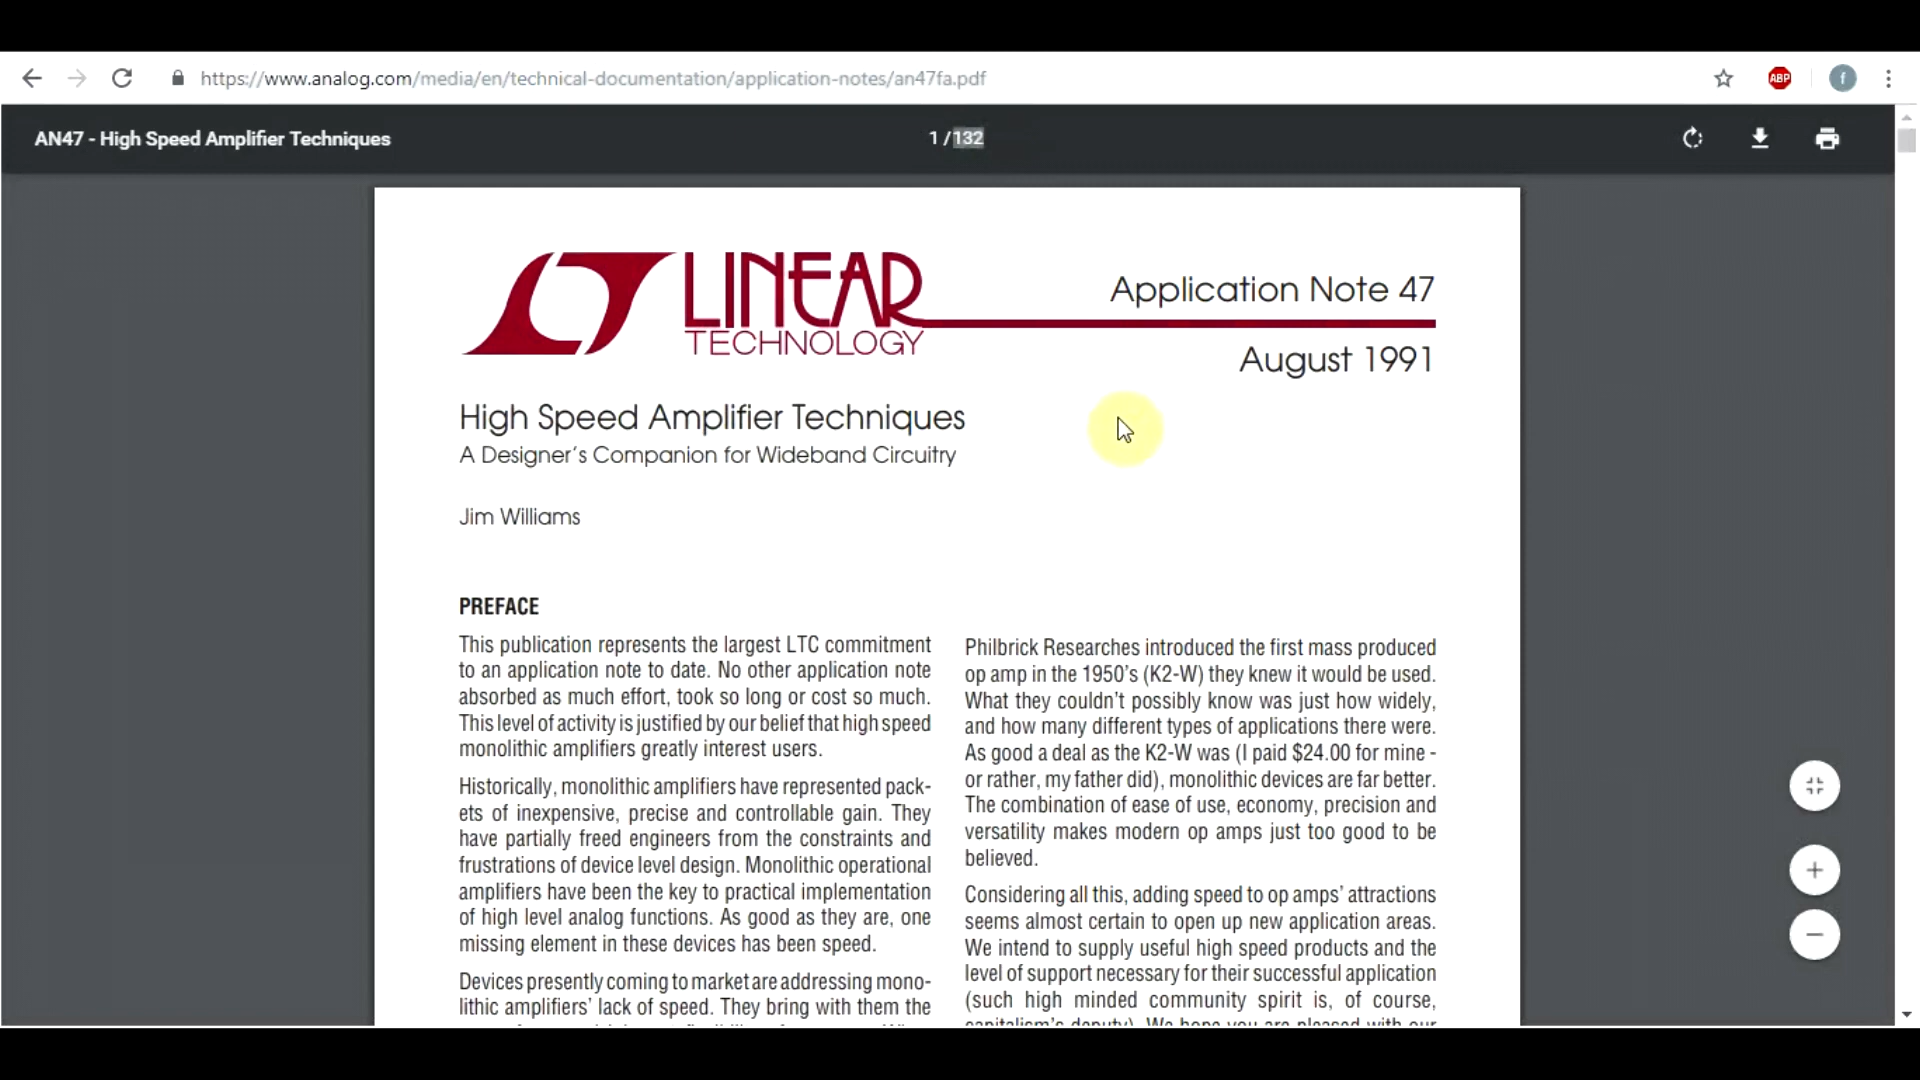 https://www.analog.com/media/en/technical-documentation/application-notes/an47fa.pdf
ABP
f
AN47 - High Speed Amplifier Techniques
1 / 132
LINEAR
TECHNOLOGY
Application Note 47
August 1991
High Speed Amplifier Techniques
A Designer's Companion for Wideband Circuitry
Jim Williams
PREFACE
This publication represents the largest LTC commitment
to an application note to date. No other application note
absorbed as much effort, took so long or cost so much.
This level of activity is justified by our belief that high speed
monolithic amplifiers greatly interest users.
Historically, monolithic amplifiers have represented pack-
ets of inexpensive, precise and controllable gain. They
have partially freed engineers from the constraints and
frustrations of device level design. Monolithic operational
amplifiers have been the key to practical implementation
of high level analog functions. As good as they are, one
missing element in these devices has been speed.
Devices presently coming to market are addressing mono-
lithic amplifiers' lack of speed. They bring with them the
Philbrick Researches introduced the first mass produced
op amp in the 1950's (K2-W) they knew it would be used.
What they couldn't possibly know was just how widely,
and how many different types of applications there were.
As good a deal as the K2-W was (I paid $24.00 for mine -
or rather, my father did), monolithic devices are far better.
The combination of ease of use, economy, precision and
versatility makes modern op amps just too good to be
believed.
Considering all this, adding speed to op amps' attractions
seems almost certain to open up new application areas.
We intend to supply useful high speed products and the
level of support necessary for their successful application
(such high minded community spirit is, of course,
capitalism's deputy). We hope you are pleased with our